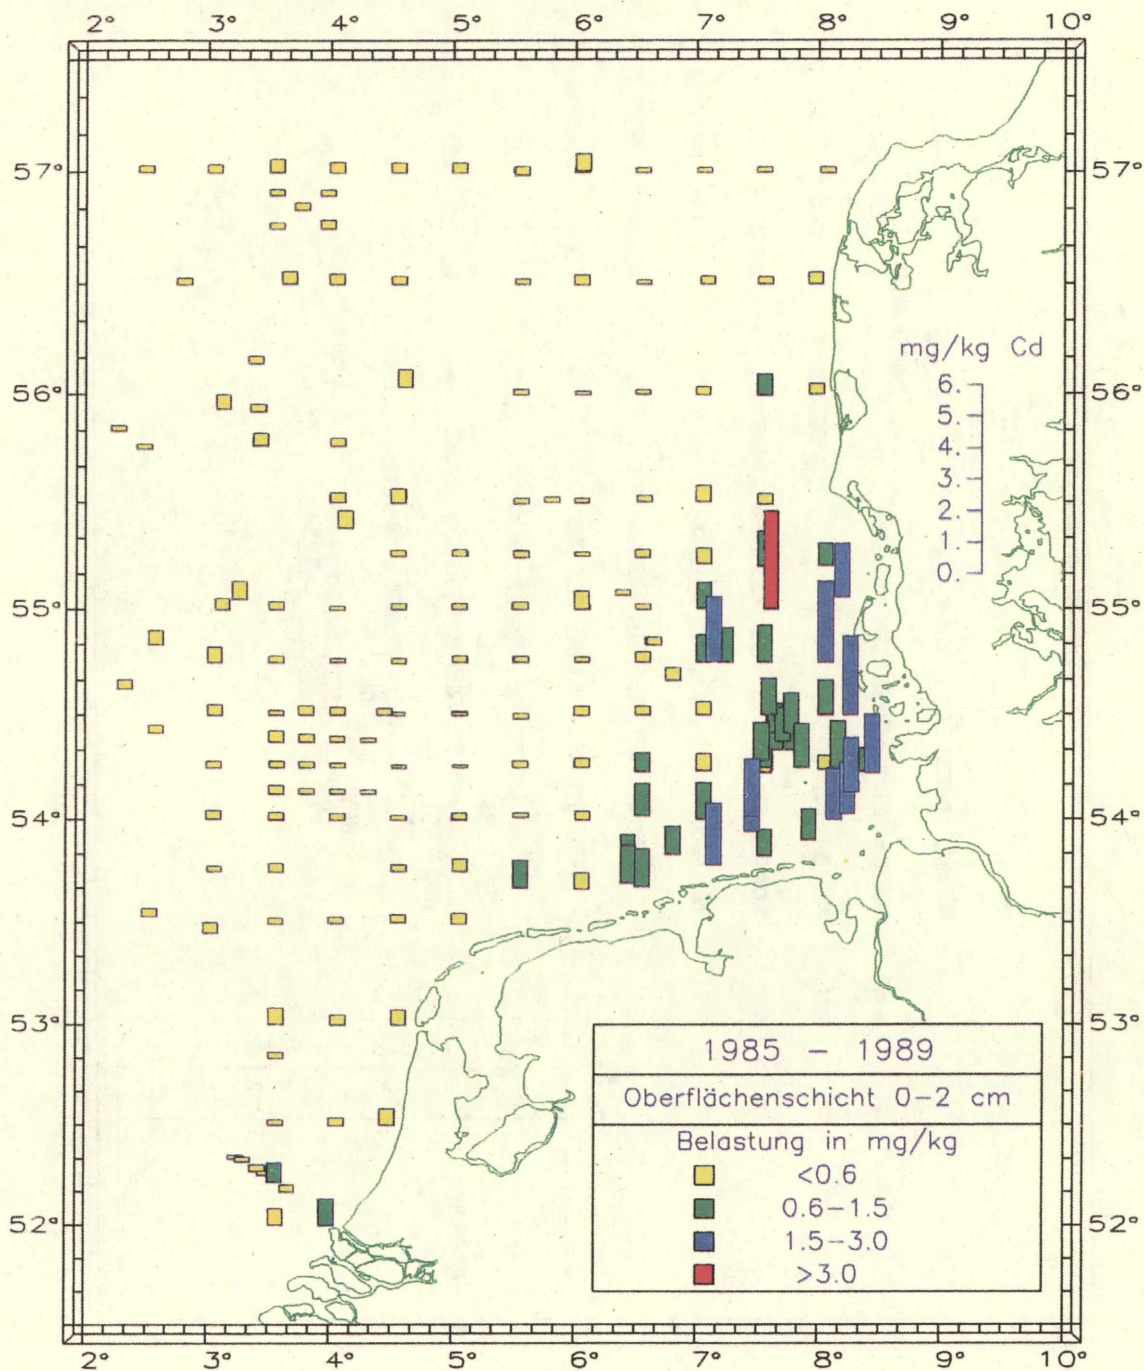 2° 3° 4° 5° 6° 7° 8° 9° 10°
57° 57°
mg/kg Cd
6.
56° 56°
5.
4.
3.
2.
1.
0.
55° 55°
54° 54°
53° 53°
1985 – 1989
Oberflächenschicht 0–2 cm
Belastung in mg/kg
<0.6
0.6–1.5
52° 52°
1.5–3.0
>3.0
2° 3° 4° 5° 6° 7° 8° 9° 10°